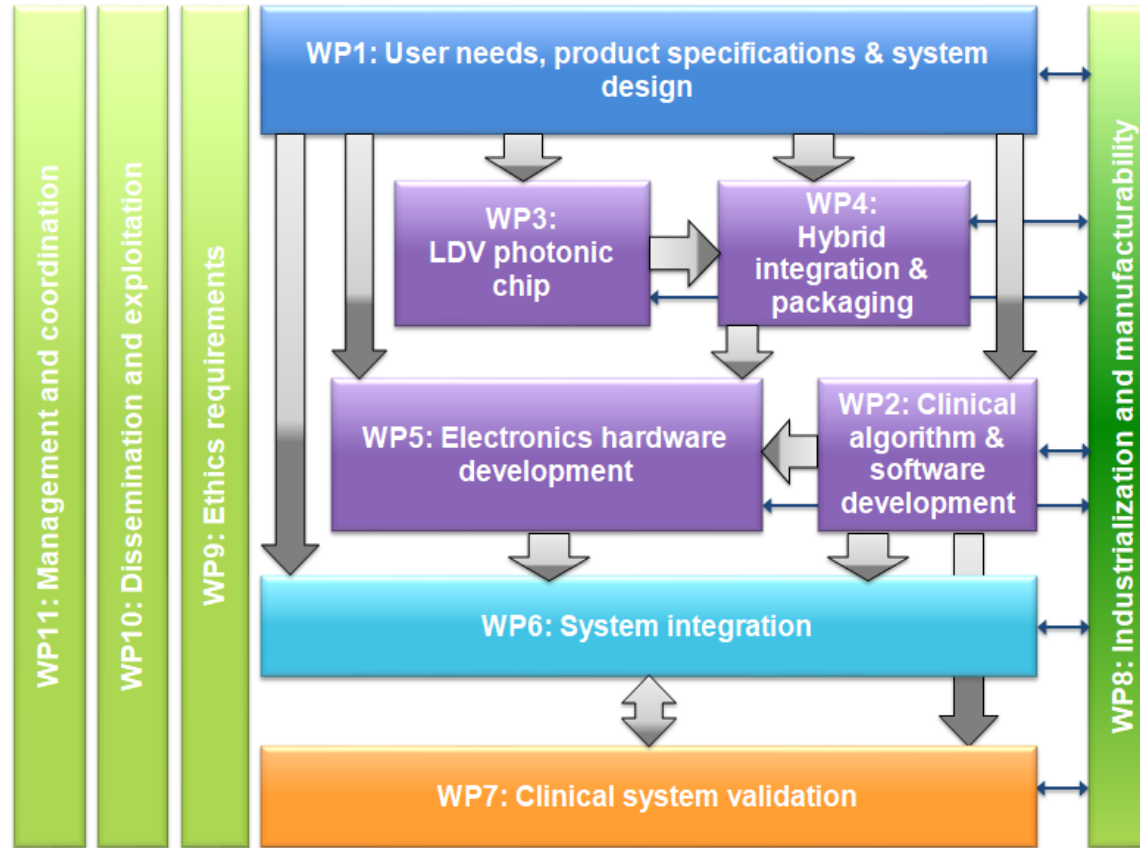 WP11: Management and coordination
WP10: Dissemination and exploitation
WP9: Ethics requirements
WP1: User needs, product specifications & system
design
WP3:
LDV photonic
chip
WP4:
Hybrid
integration &
packaging
WP5: Electronics hardware
development
WP2: Clinical
algorithm &
software
development
WP6: System integration
WP7: Clinical system validation
WP8: Industrialization and manufacturability